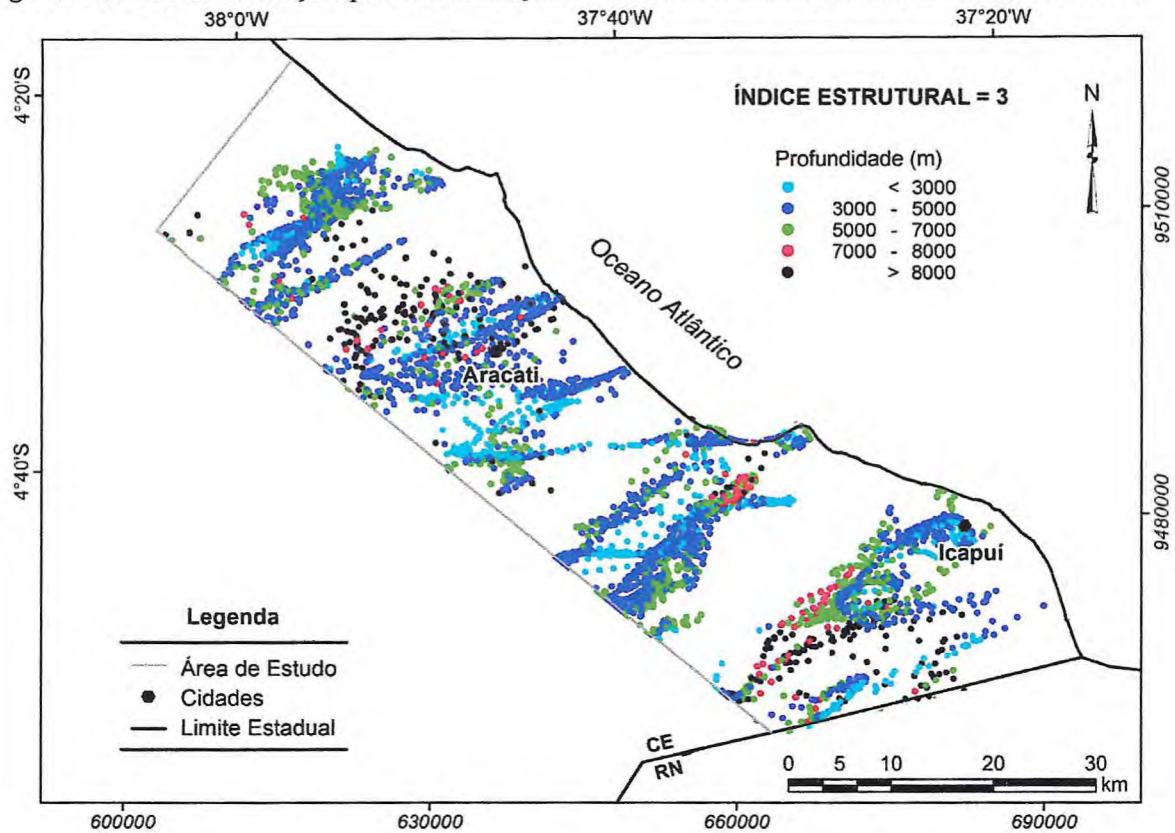 38°0'W 37°40'W 37°20'W
4°20'S
ÍNDICE ESTRUTURAL = 3
N
Profundidade (m)
< 3000
3000 - 5000
5000 - 7000
7000 - 8000
> 8000
9510000
Oceano Atlântico
Aracati
4°40'S
9480000
Icapuí
Legenda
Área de Estudo
Cidades
Limite Estadual
CE
RN
0 5 10 20 30
km
600000 630000 660000 690000